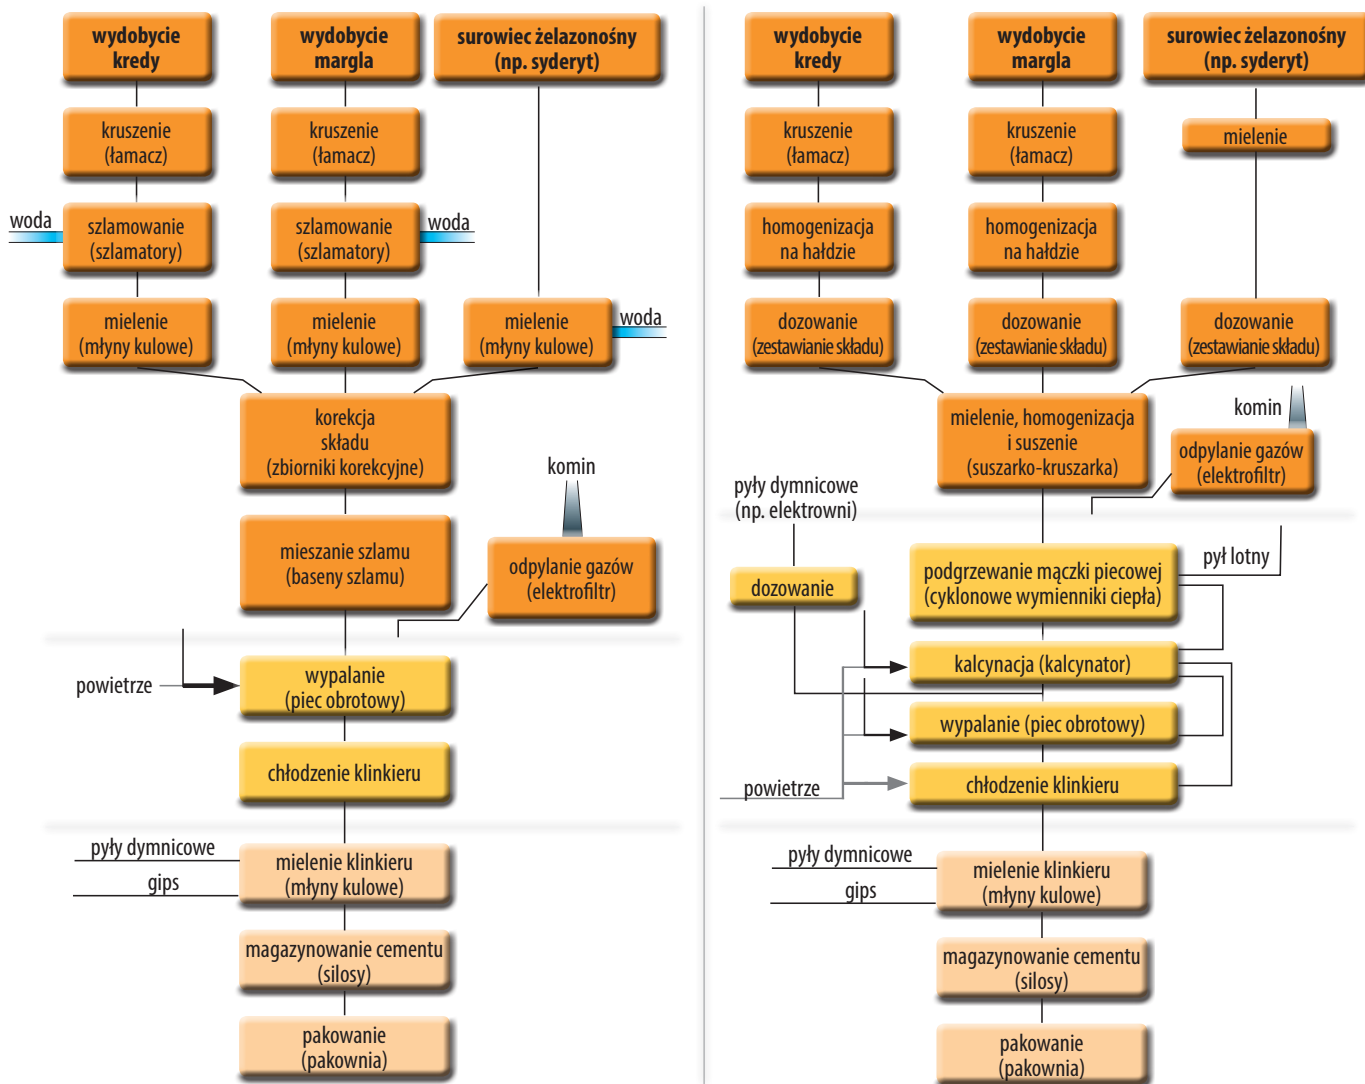 wydobycie
kredy
wydobycie
margla
surowiec żelazonośny
(np. syderyt)
kruszenie
(łamacz)
kruszenie
(łamacz)
woda
szlamowanie
(szlamatory)
szlamowanie
(szlamatory)
woda
mielenie
(młyny kulowe)
mielenie
(młyny kulowe)
mielenie
(młyny kulowe)
woda
korekcja
składu
(zbiorniki korekcyjne)
komin
mieszanie szlamu
(baseny szlamu)
odpylanie gazów
(elektrofiltr)
powietrze
wypalanie
(piec obrotowy)
chłodzenie klinkieru
pyły dymnicowe
gips
mielenie klinkieru
(młyny kulowe)
magazynowanie cementu
(silosy)
pakowanie
(pakownia)
wydobycie
kredy
wydobycie
margla
surowiec żelazonośny
(np. syderyt)
kruszenie
(łamacz)
kruszenie
(łamacz)
mielenie
homogenizacja
na hałdzie
homogenizacja
na hałdzie
dozowanie
(zestawianie składu)
dozowanie
(zestawianie składu)
dozowanie
(zestawianie składu)
mielenie, homogenizacja
i suszenie
(suszarko-kruszarka)
komin
odpylanie gazów
(elektrofiltr)
pyły dymnicowe
(np. elektrowni)
dozowanie
podgrzewanie mączki piecowej
(cyklonowe wymienniki ciepła)
pył lotny
kalcynacja (kalcynator)
wypalanie (piec obrotowy)
powietrze
chłodzenie klinkieru
pyły dymnicowe
gips
mielenie klinkieru
(młyny kulowe)
magazynowanie cementu
(silosy)
pakowanie
(pakownia)